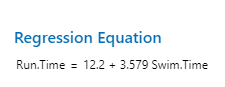 Regression Equation
Run.Time = 12.2 + 3.579 Swim.Time